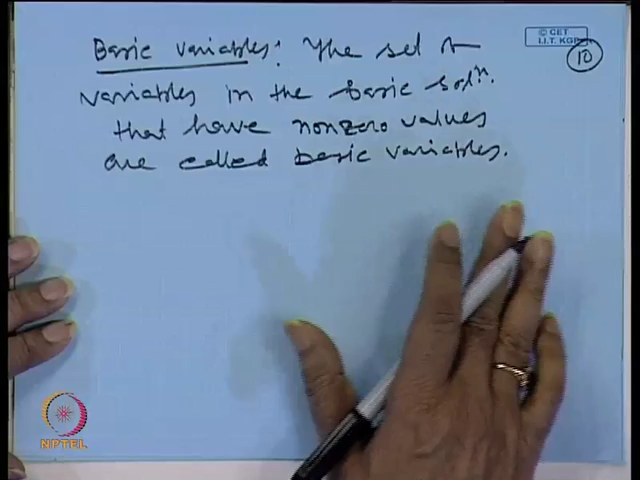 Basic variables: The set of
variables in the basic solⁿ.
that have nonzero values
are called basic variables.
© CET
I.I.T. KGP
10
NPTEL